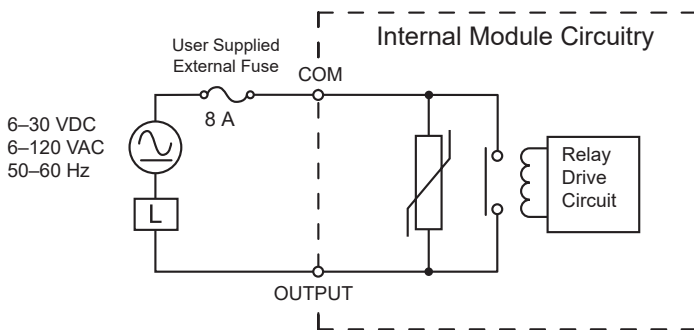 Internal Module Circuitry
User Supplied
External Fuse
COM
8 A
6–30 VDC
6–120 VAC
50–60 Hz
L
Relay
Drive
Circuit
OUTPUT